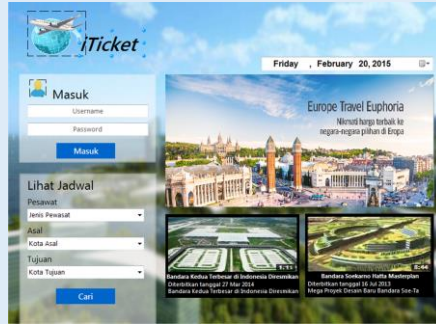 iTicket
Friday , February 20, 2015
Masuk
Username
Password
Masuk
Europe Travel Euphoria
Nikmati harga terbaik ke
negara-negara pilihan di Eropa
Lihat Jadwal
Pesawat
Jenis Pewasat
Asal
Kota Asal
Tujuan
Kota Tujuan
Cari
Bandara Kedua Terbesar di Indonesia Diresmikan
Diterbitkan tanggal 27 Mar 2014
Bandara Kedua Terbesar di Indonesia Diresmikan
8:44
Bandara Soekarno Hatta Masterplan
Diterbitkan tanggal 16 Jul 2013
Mega Proyek Desain Baru Bandara Soe-Ta